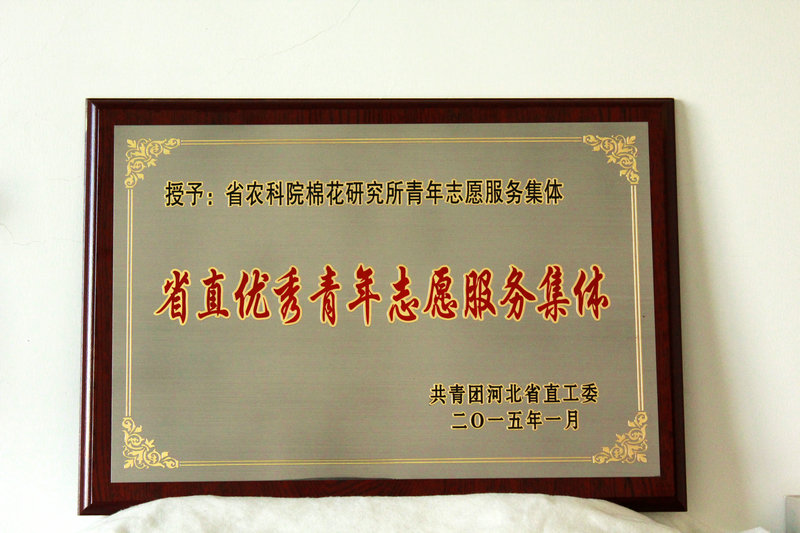 授予：省农科院棉花研究所青年志愿服务集体
省直优秀青年志愿服务集体
共青团河北省直工委
二〇一五年一月